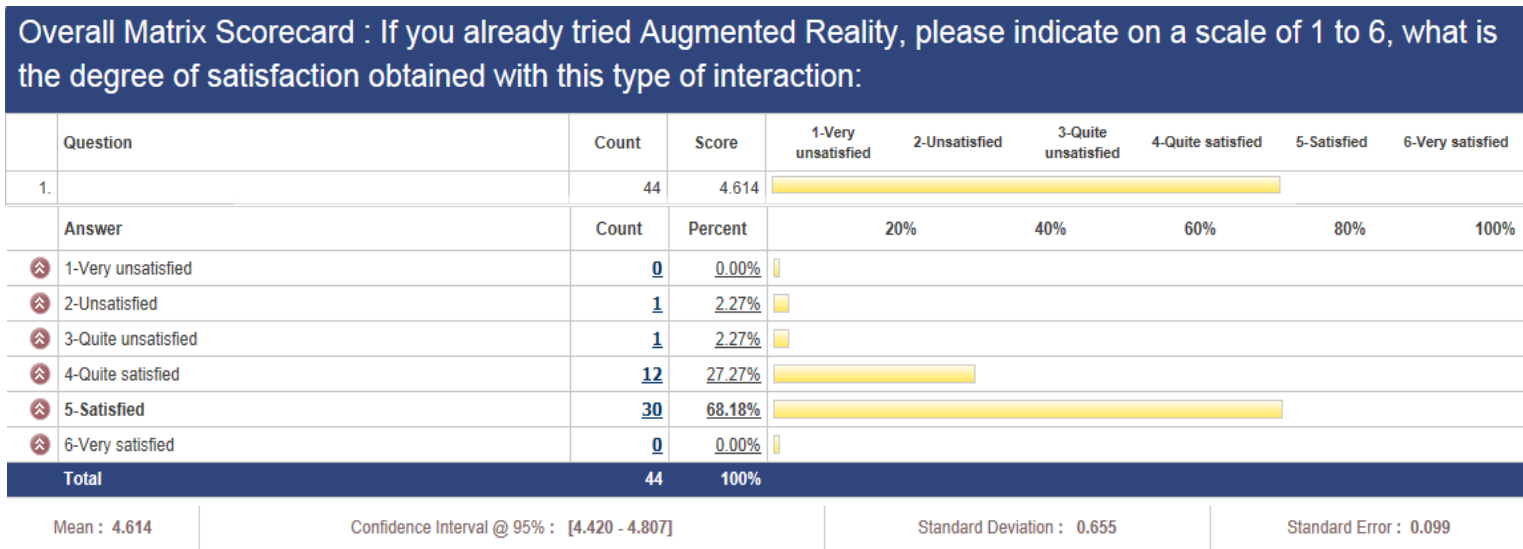 Overall Matrix Scorecard : If you already tried Augmented Reality, please indicate on a scale of 1 to 6, what is
the degree of satisfaction obtained with this type of interaction:
Question Count Score 1-Very unsatisfied 2-Unsatisfied 3-Quite unsatisfied 4-Quite satisfied 5-Satisfied 6-Very satisfied
1. 44 4.614
Answer Count Percent 20% 40% 60% 80% 100%
1-Very unsatisfied 0 0.00%
2-Unsatisfied 1 2.27%
3-Quite unsatisfied 1 2.27%
4-Quite satisfied 12 27.27%
5-Satisfied 30 68.18%
6-Very satisfied 0 0.00%
Total 44 100%
Mean : 4.614 Confidence Interval @ 95% : [4.420 - 4.807] Standard Deviation : 0.655 Standard Error : 0.099